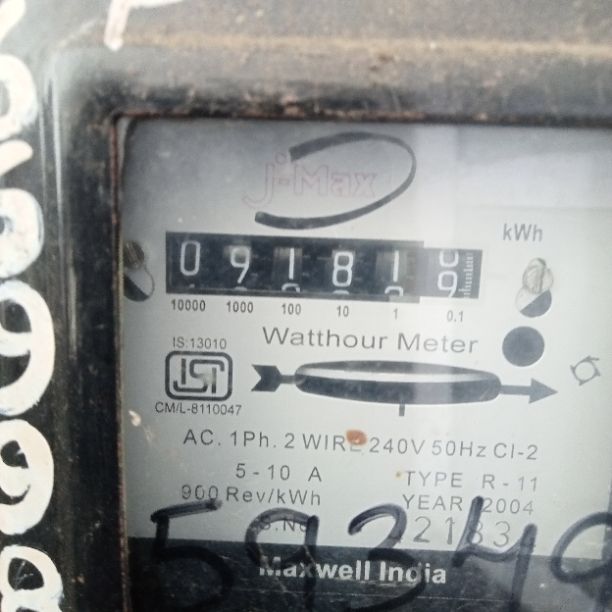 J-Max
kWh
0 9 1 8 1 9
10000 1000 100 10 1 0.1
Watthour Meter
IS:13010
ISI
CM/L-8110047
AC. 1Ph. 2 WIRE 240V 50Hz Cl-2
5-10 A
TYPE R-11
900 Rev/kWh
YEAR 2004
S.No
59349
Maxwell India